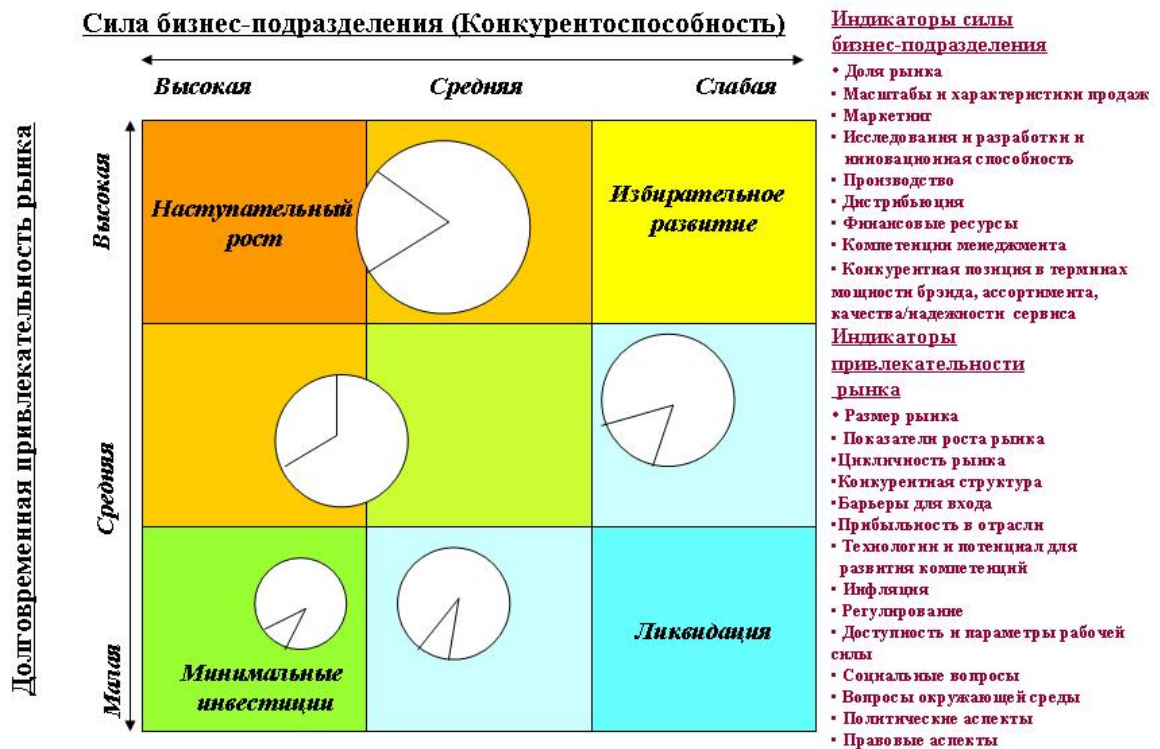 Сила бизнес-подразделения (Конкурентоспособность)
Высокая
Средняя
Слабая
Долговременная привлекательность рынка
Высокая
Средняя
Малая
Наступательный
рост
Избирательное
развитие
Минимальные
инвестиции
Ликвидация
Индикаторы силы
бизнес-подразделения
• Доля рынка
• Масштабы и характеристики продаж
• Маркетинг
• Исследования и разработки и
инновационная способность
• Производство
• Дистрибьюция
• Финансовые ресурсы
• Компетенции менеджмента
• Конкурентная позиция в терминах
мощности брэнда, ассортимента,
качества/надежности сервиса
Индикаторы
привлекательности
рынка
• Размер рынка
• Показатели роста рынка
•Цикличность рынка
•Конкурентная структура
•Барьеры для входа
•Прибыльность в отрасли
• Технологии и потенциал для
развития компетенций
• Инфляция
• Регулирование
• Доступность и параметры рабочей
силы
• Социальные вопросы
• Вопросы окружающей среды
• Политические аспекты
• Правовые аспекты